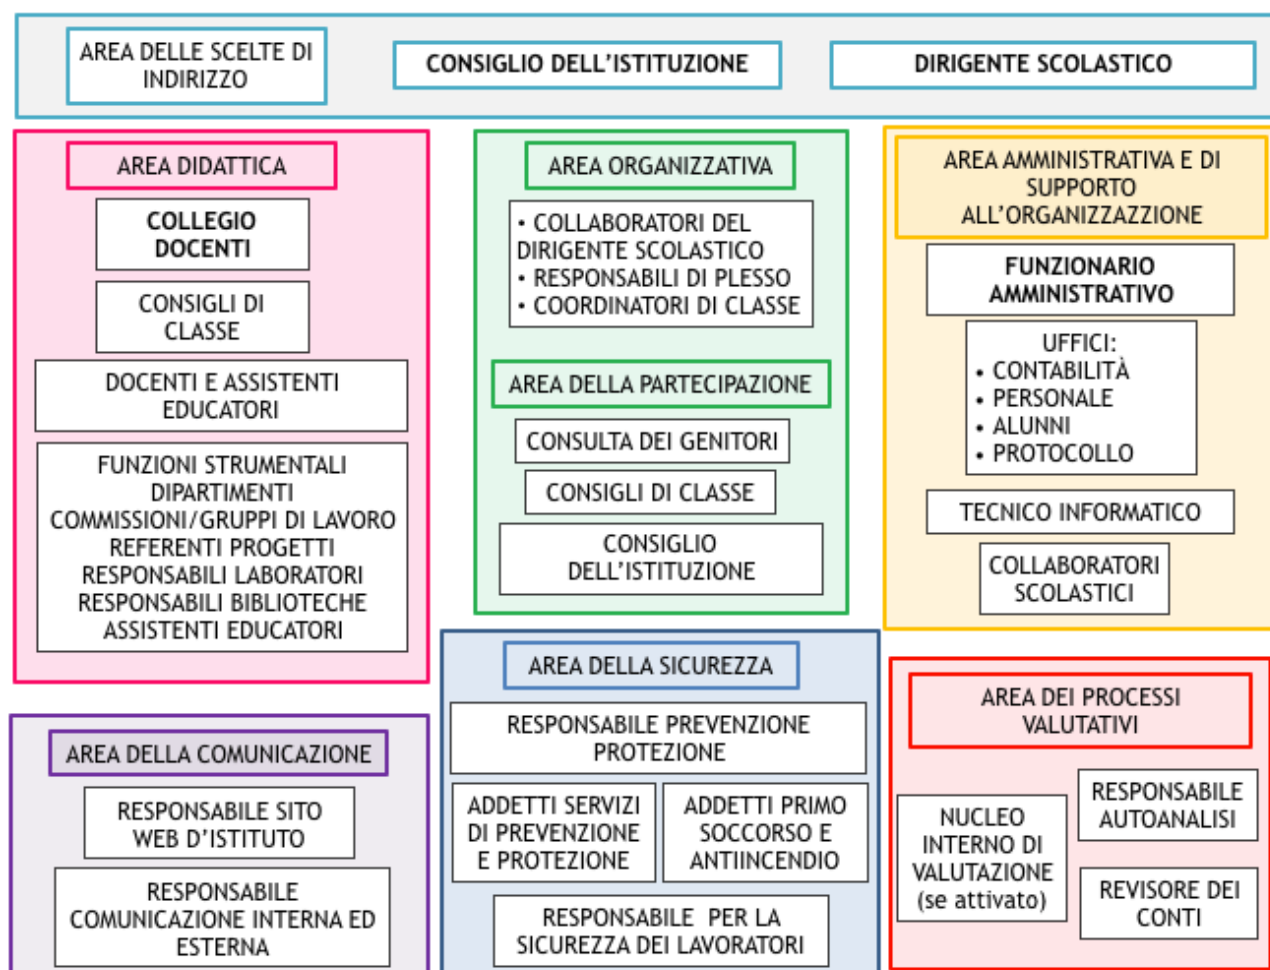 AREA DELLE SCELTE DI
INDIRIZZO
CONSIGLIO DELL'ISTITUZIONE
DIRIGENTE SCOLASTICO
AREA DIDATTICA
COLLEGIO
DOCENTI
CONSIGLI DI
CLASSE
DOCENTI E ASSISTENTI
EDUCATORI
FUNZIONI STRUMENTALI
DIPARTIMENTI
COMMISSIONI/GRUPPI DI LAVORO
REFERENTI PROGETTI
RESPONSABILI LABORATORI
RESPONSABILI BIBLIOTECHE
ASSISTENTI EDUCATORI
AREA ORGANIZZATIVA
• COLLABORATORI DEL
DIRIGENTE SCOLASTICO
• RESPONSABILI DI PLESSO
• COORDINATORI DI CLASSE
AREA DELLA PARTECIPAZIONE
CONSULTA DEI GENITORI
CONSIGLI DI CLASSE
CONSIGLIO
DELL'ISTITUZIONE
AREA AMMINISTRATIVA E DI
SUPPORTO
ALL'ORGANIZZAZZIONE
FUNZIONARIO
AMMINISTRATIVO
UFFICI:
• CONTABILITÀ
• PERSONALE
• ALUNNI
• PROTOCOLLO
TECNICO INFORMATICO
COLLABORATORI
SCOLASTICI
AREA DELLA COMUNICAZIONE
RESPONSABILE SITO
WEB D'ISTITUTO
RESPONSABILE
COMUNICAZIONE INTERNA ED
ESTERNA
AREA DELLA SICUREZZA
RESPONSABILE PREVENZIONE
PROTEZIONE
ADDETTI SERVIZI
DI PREVENZIONE
E PROTEZIONE
ADDETTI PRIMO
SOCCORSO E
ANTIINCENDIO
RESPONSABILE PER LA
SICUREZZA DEI LAVORATORI
AREA DEI PROCESSI
VALUTATIVI
NUCLEO
INTERNO DI
VALUTAZIONE
(se attivato)
RESPONSABILE
AUTOANALISI
REVISORE DEI
CONTI